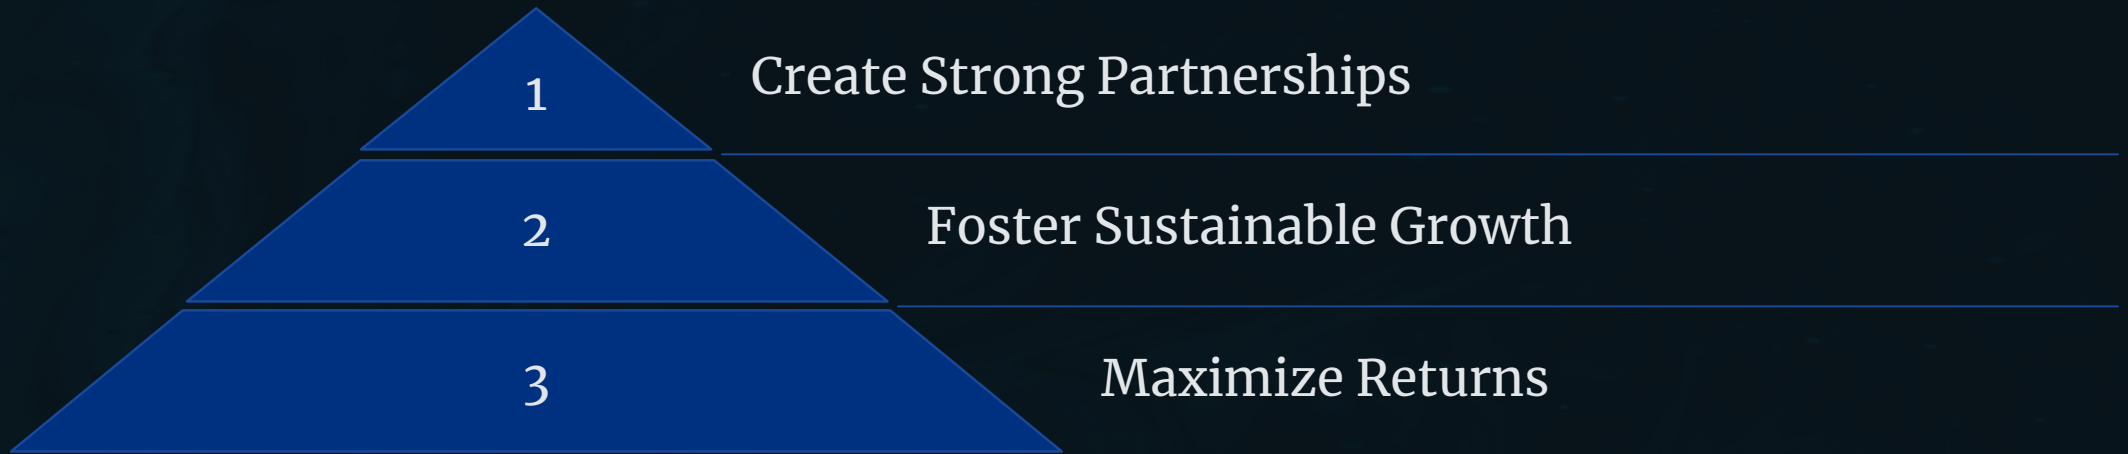 1
Create Strong Partnerships
2
Foster Sustainable Growth
3
Maximize Returns